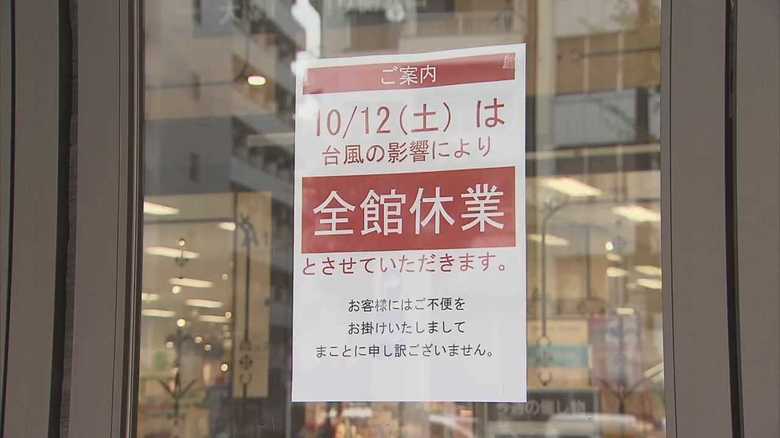 ご案内
10/12(土)は
台風の影響により
全館休業
とさせていただきます。
お客様にはご不便を
お掛けいたしまして
まことに申し訳ございません。